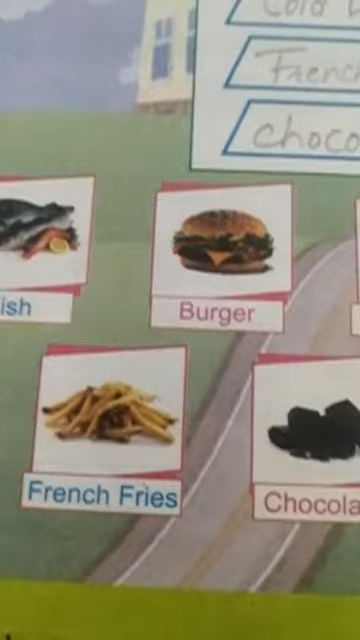 Cold
French
choco
ish
Burger
French Fries
Chocola